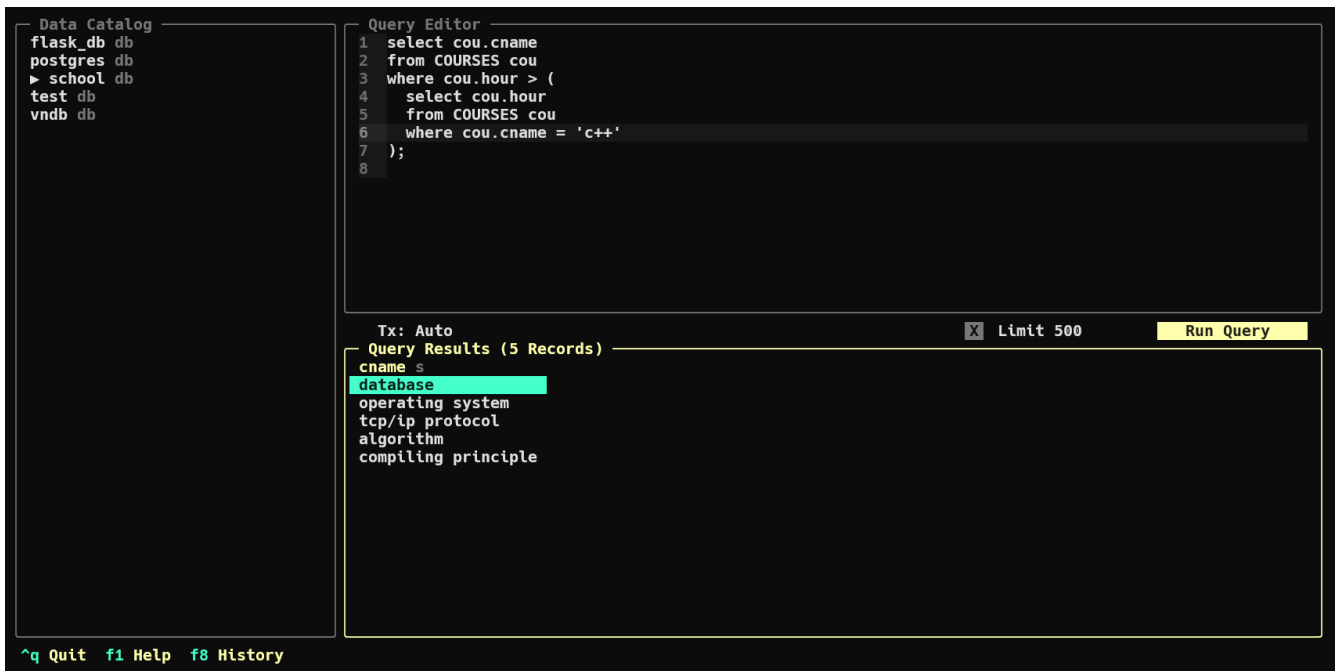 Data Catalog
flask_db db
postgres db
▶ school db
test db
vndb db
Query Editor
1 select cou.cname
2 from COURSES cou
3 where cou.hour > (
4   select cou.hour
5   from COURSES cou
6   where cou.cname = 'c++'
7 );
8
Tx: Auto X Limit 500 Run Query
Query Results (5 Records)
cname s
database
operating system
tcp/ip protocol
algorithm
compiling principle
^q Quit f1 Help f8 History